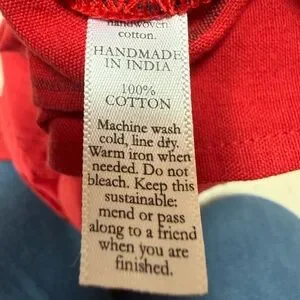 handwoven
cotton.
HANDMADE
IN INDIA
100%
COTTON
Machine wash
cold, line dry.
Warm iron when
needed. Do not
bleach. Keep this
sustainable:
mend or pass
along to a friend
when you are
finished.